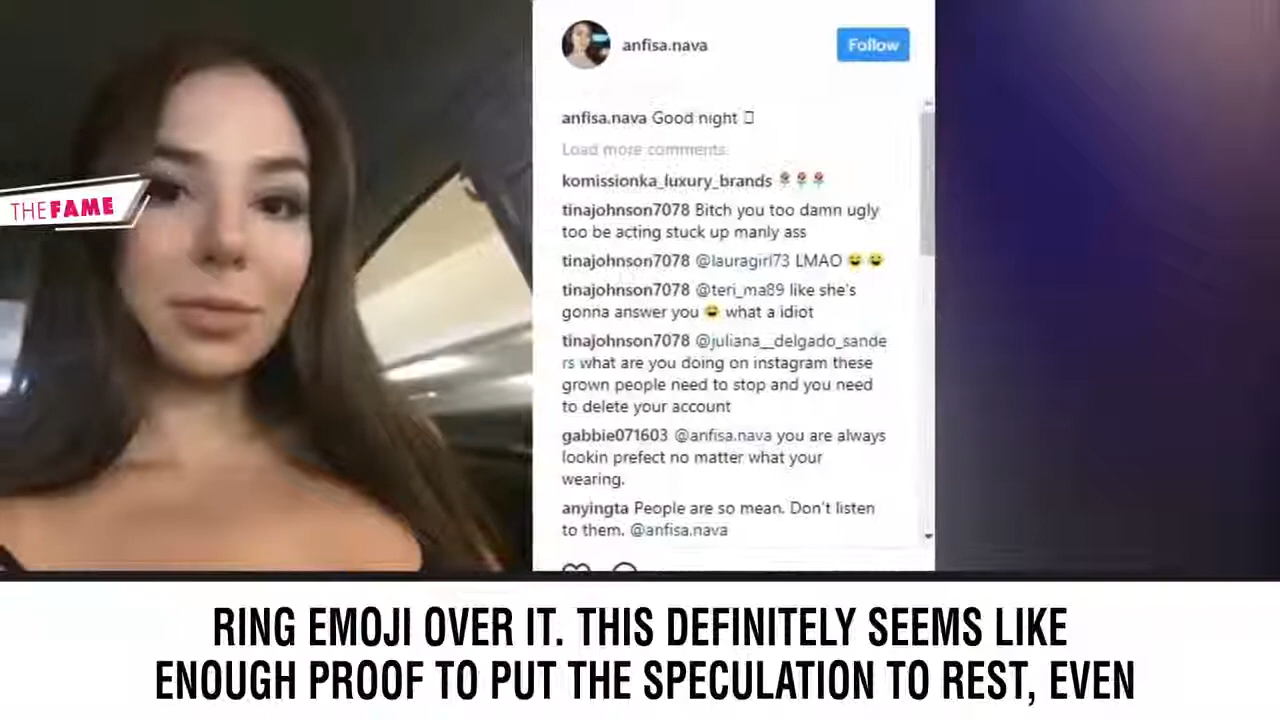 THEFAME
anfisa.nava
Follow
anfisa.nava Good night
Load more comments
komissionka_luxury_brands 🌹🌹🌹
tinajohnson7078 Bitch you too damn ugly
too be acting stuck up manly ass
tinajohnson7078 @lauragirl73 LMAO 😂 😂
tinajohnson7078 @teri_ma89 like she's
gonna answer you 😂 what a idiot
tinajohnson7078 @juliana__delgado_sande
rs what are you doing on instagram these
grown people need to stop and you need
to delete your account
gabbie071603 @anfisa.nava you are always
lookin prefect no matter what your
wearing.
anyingta People are so mean. Don't listen
to them. @anfisa.nava
RING EMOJI OVER IT. THIS DEFINITELY SEEMS LIKE
ENOUGH PROOF TO PUT THE SPECULATION TO REST, EVEN